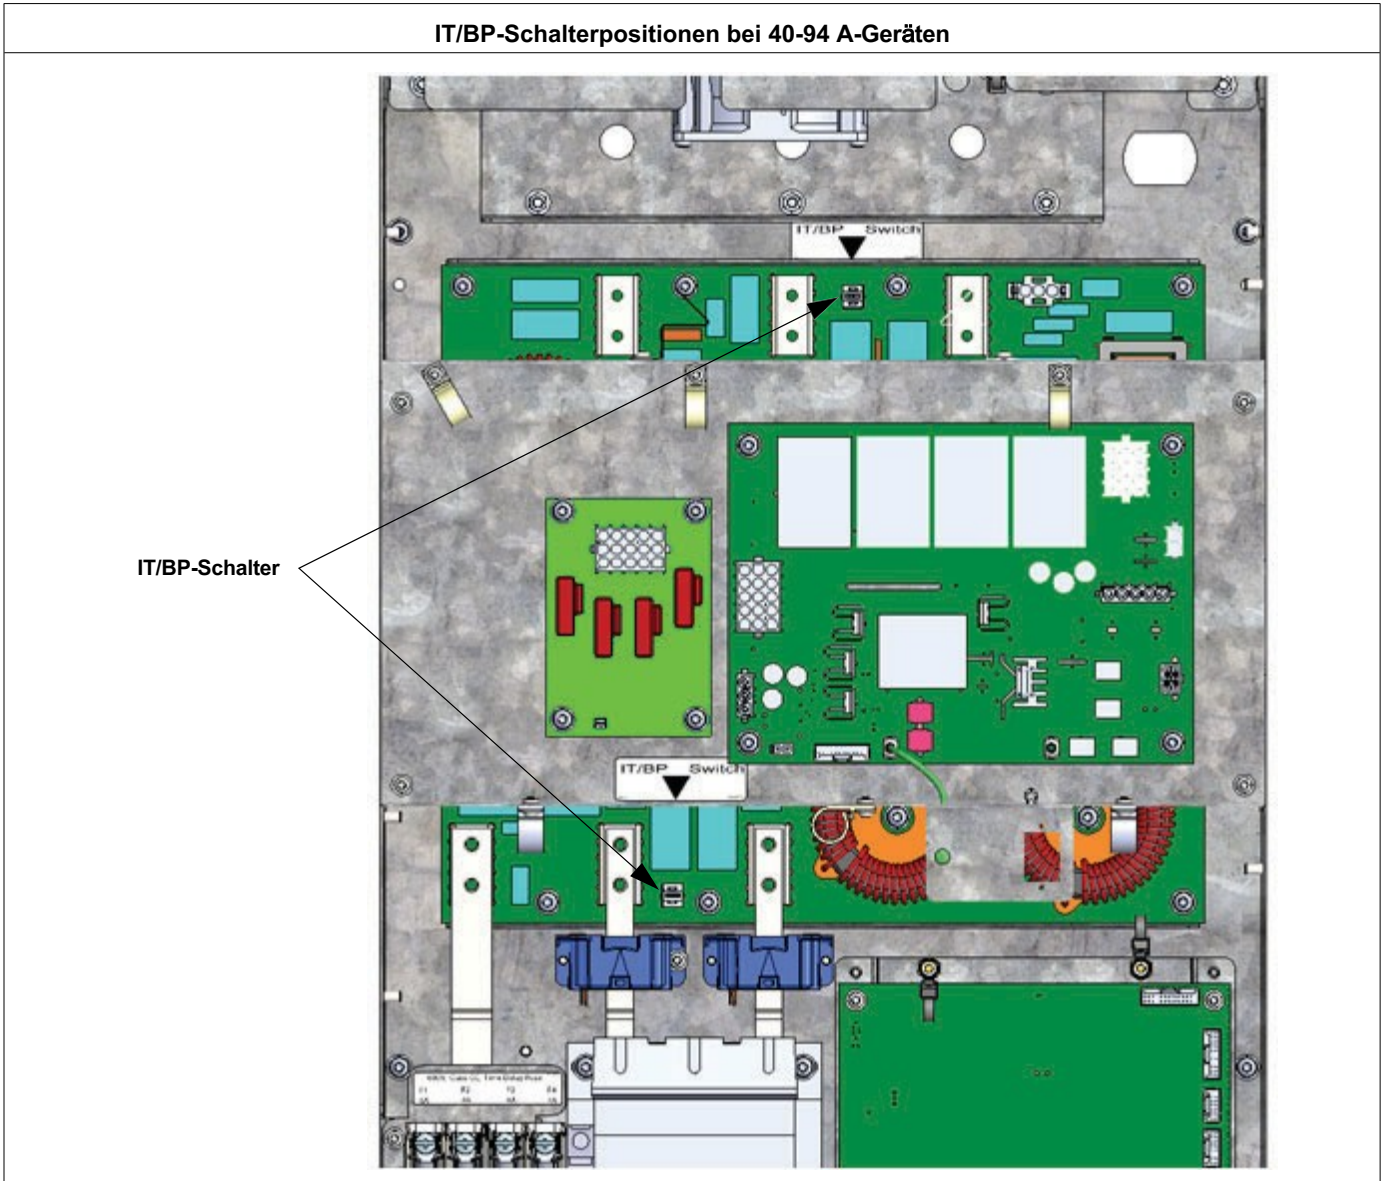 IT/BP-Schalterpositionen bei 40-94 A-Geräten
IT/BP Switch
IT/BP-Schalter
IT/BP Switch